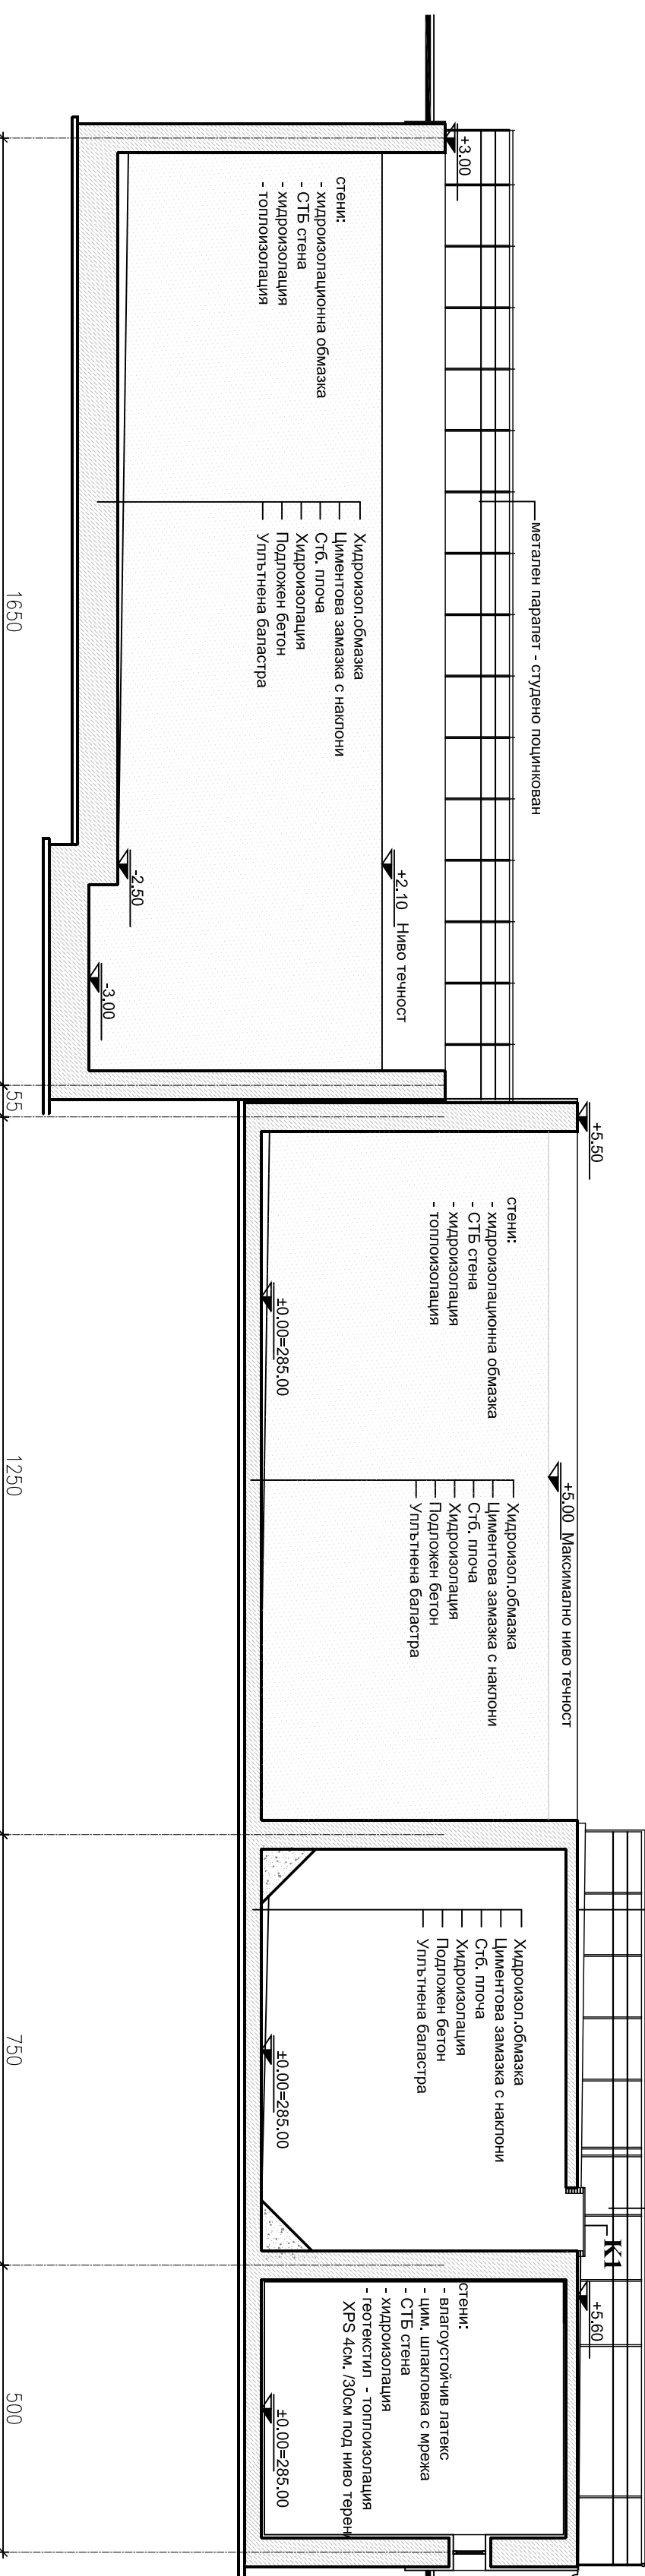 +3.00
метален парапет - студено поцинкован
стени:
- хидроизолационна обмазка
- СТБ стена
- хидроизолация
- топлоизолация
Хидроизол.обмазка
Циментова замазка с наклони
Стб. плоча
Хидроизолация
Подложен бетон
Уплътнена баластра
+2.10 Ниво течност
-2.50
-3.00
+5.50
стени:
- хидроизолационна обмазка
- СТБ стена
- хидроизолация
- топлоизолация
±0.00=285.00
+5.00 Максимално ниво течност
Хидроизол.обмазка
Циментова замазка с наклони
Стб. плоча
Хидроизолация
Подложен бетон
Уплътнена баластра
Хидроизол.обмазка
Циментова замазка с наклони
Стб. плоча
Хидроизолация
Подложен бетон
Уплътнена баластра
±0.00=285.00
К1
+5.60
стени:
- влагоустойчив латекс
- цим. шпакловка с мрежа
- СТБ стена
- хидроизолация
- геотекстил - топлоизолация
XPS 4см. /30см под ниво терен
±0.00=285.00
1650
55
1250
750
500